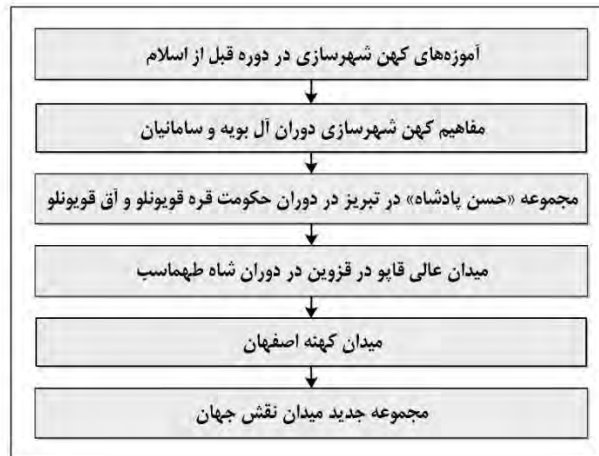 آموزه‌های کهن شهرسازی در دوره قبل از اسلام
مفاهیم کهن شهرسازی دوران آل بویه و سامانیان
مجموعه «حسن پادشاه» در تبریز در دوران حکومت قره قویونلو و آق قویونلو
میدان عالی قاپو در قزوین در دوران شاه طهماسب
میدان کهنه اصفهان
مجموعه جدید میدان نقش جهان